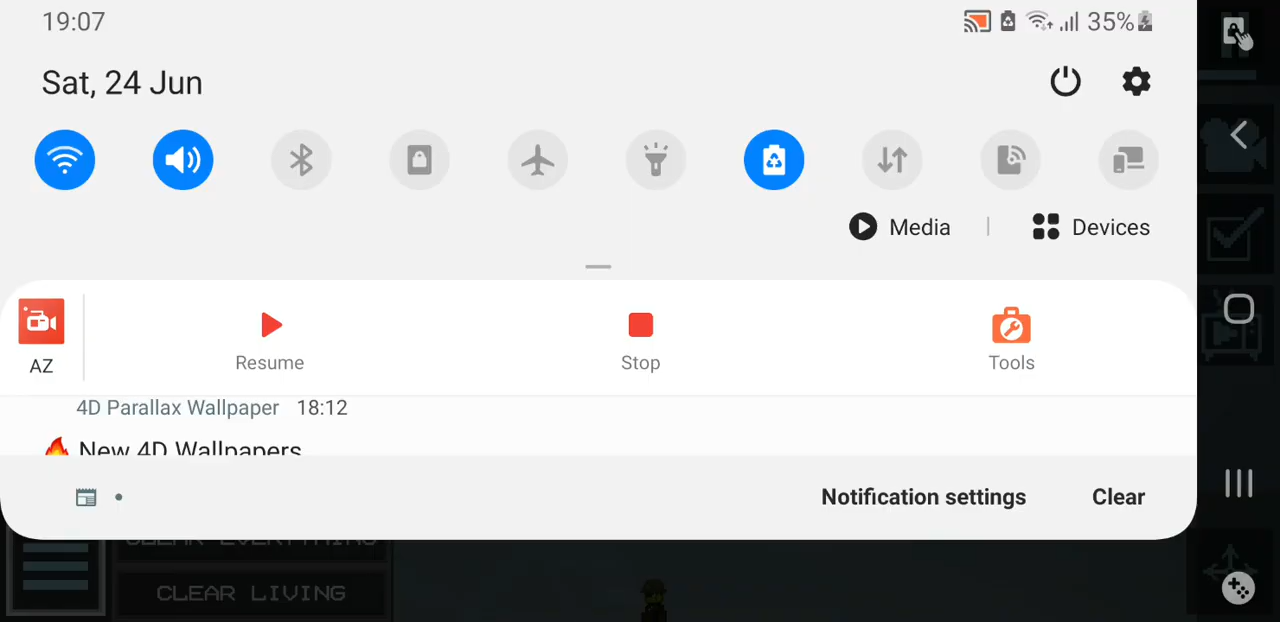 19:07 35%
Sat, 24 Jun
Media | Devices
AZ Resume Stop Tools
4D Parallax Wallpaper 18:12
🔥 New 4D Wallpapers
Notification settings Clear
CLEAR EVERYTHING
CLEAR LIVING